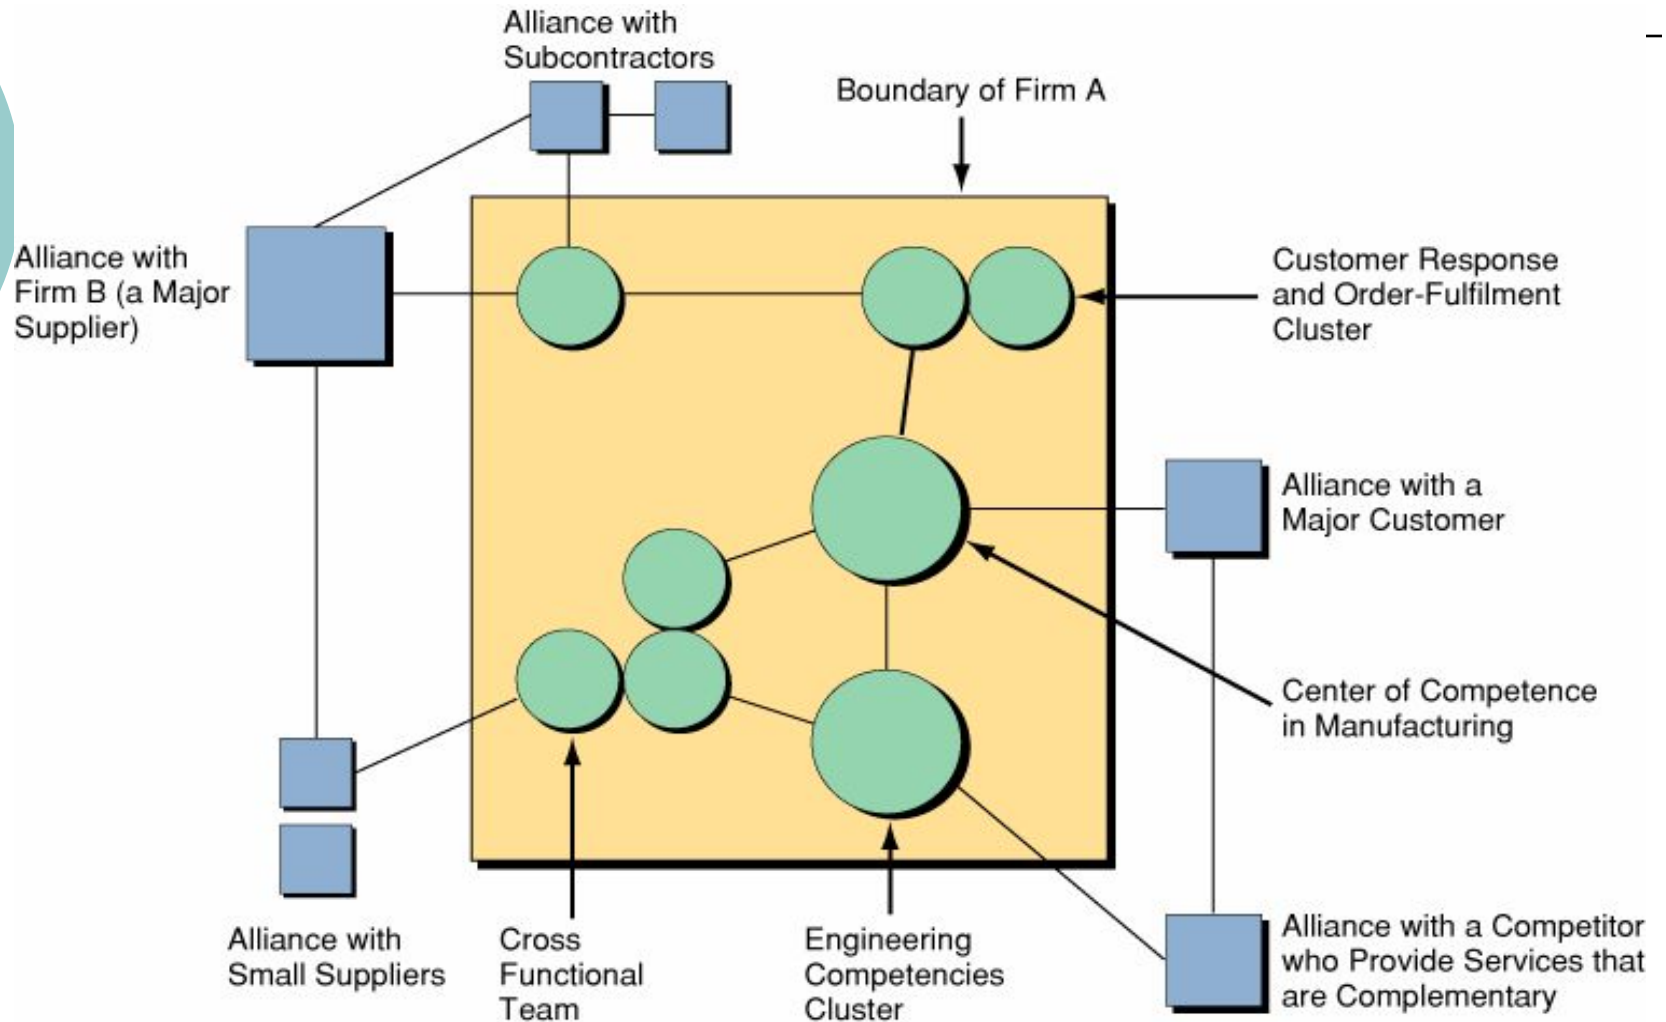 Alliance with
Subcontractors
Boundary of Firm A
Alliance with
Firm B (a Major
Supplier)
Customer Response
and Order-Fulfilment
Cluster
Alliance with a
Major Customer
Center of Competence
in Manufacturing
Alliance with
Small Suppliers
Cross
Functional
Team
Engineering
Competencies
Cluster
Alliance with a Competitor
who Provide Services that
are Complementary